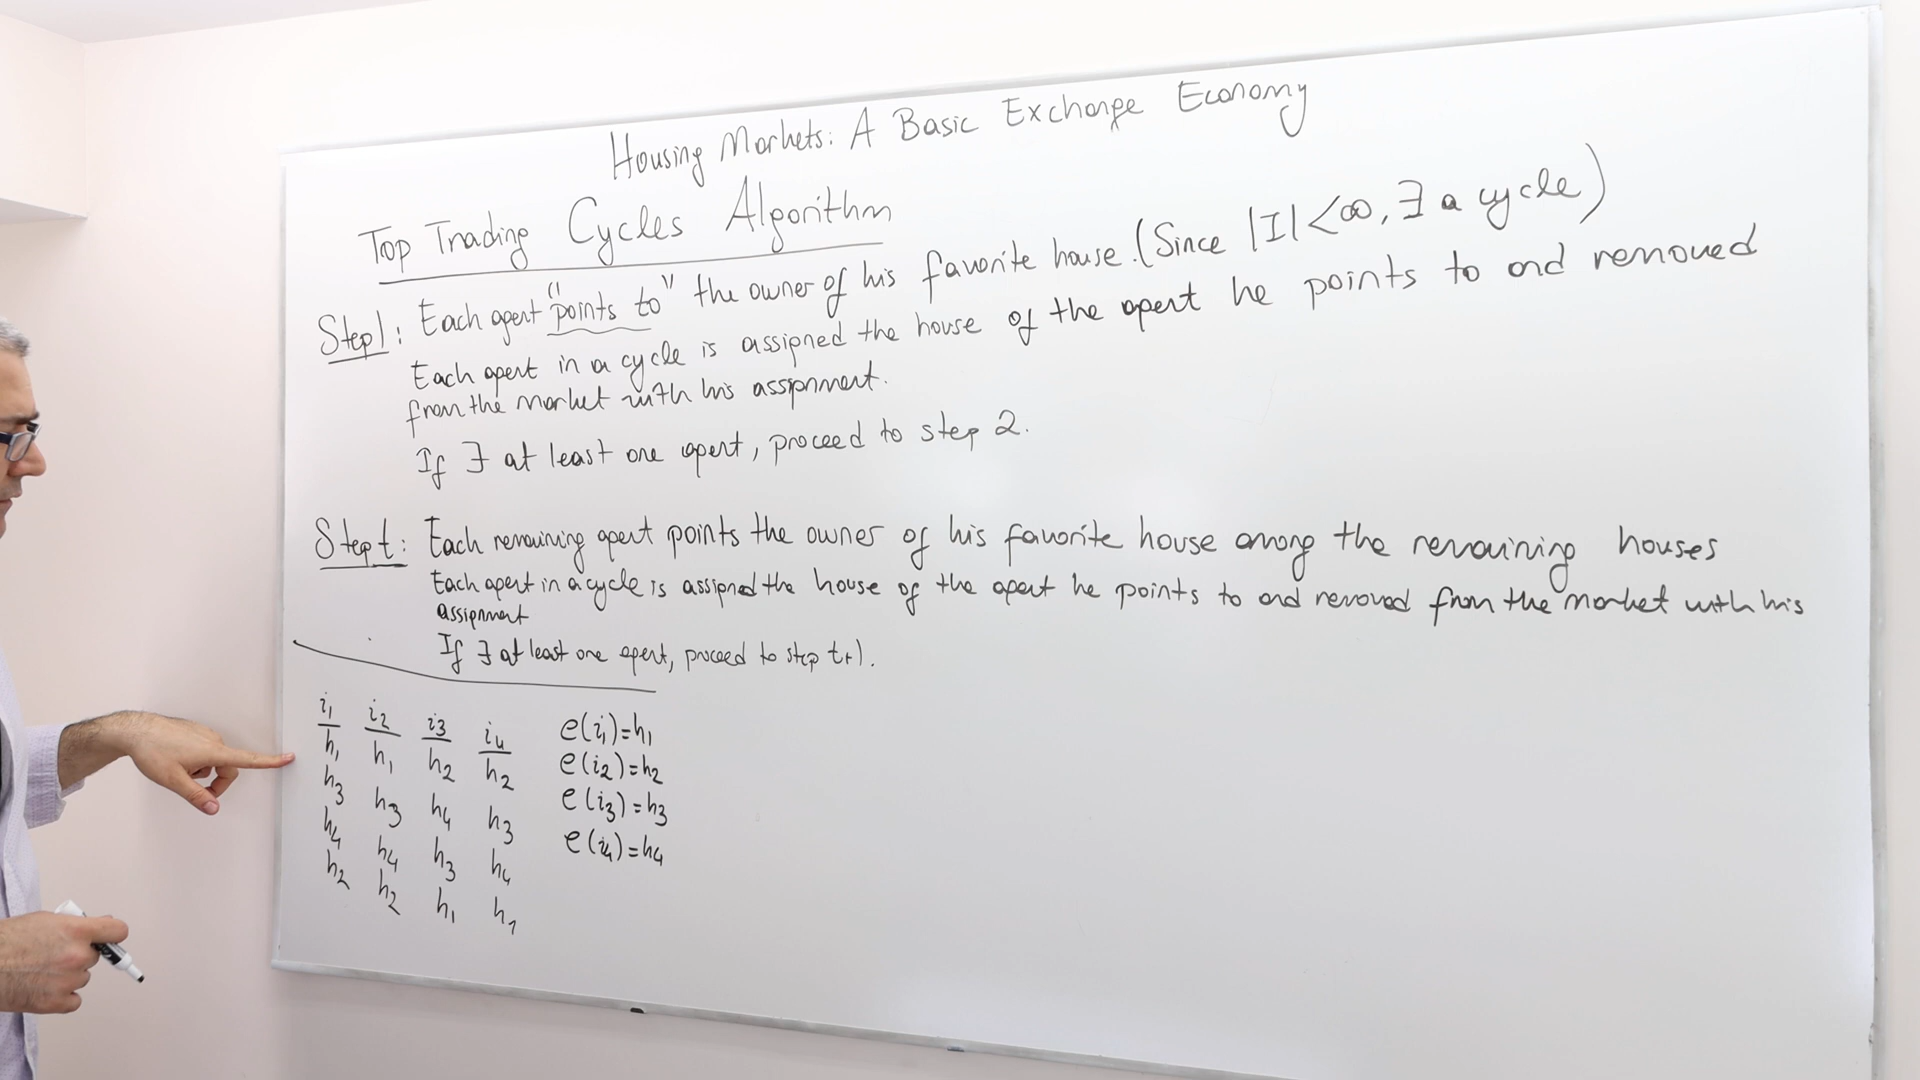 Housing Markets: A Basic Exchange Economy
Top Trading Cycles Algorithm
Step1: Each agent "points to" the owner of his favorite house. (Since |I|<∞, ∃ a cycle)
Each agent in a cycle is assigned the house of the agent he points to and removed
from the market with his assignment.
If ∃ at least one agent, proceed to step 2.
Step t: Each remaining agent points the owner of his favorite house among the remaining houses
Each agent in a cycle is assigned the house of the agent he points to and removed from the market with his
assignment
If ∃ at least one agent, proceed to step t+1.
i1 i2 i3 i4 e(i1)=h1
h1 h1 h2 h2 e(i2)=h2
h3 h3 h4 h3 e(i3)=h3
h4 h4 h3 h4 e(i4)=h4
h2 h2 h1 h1